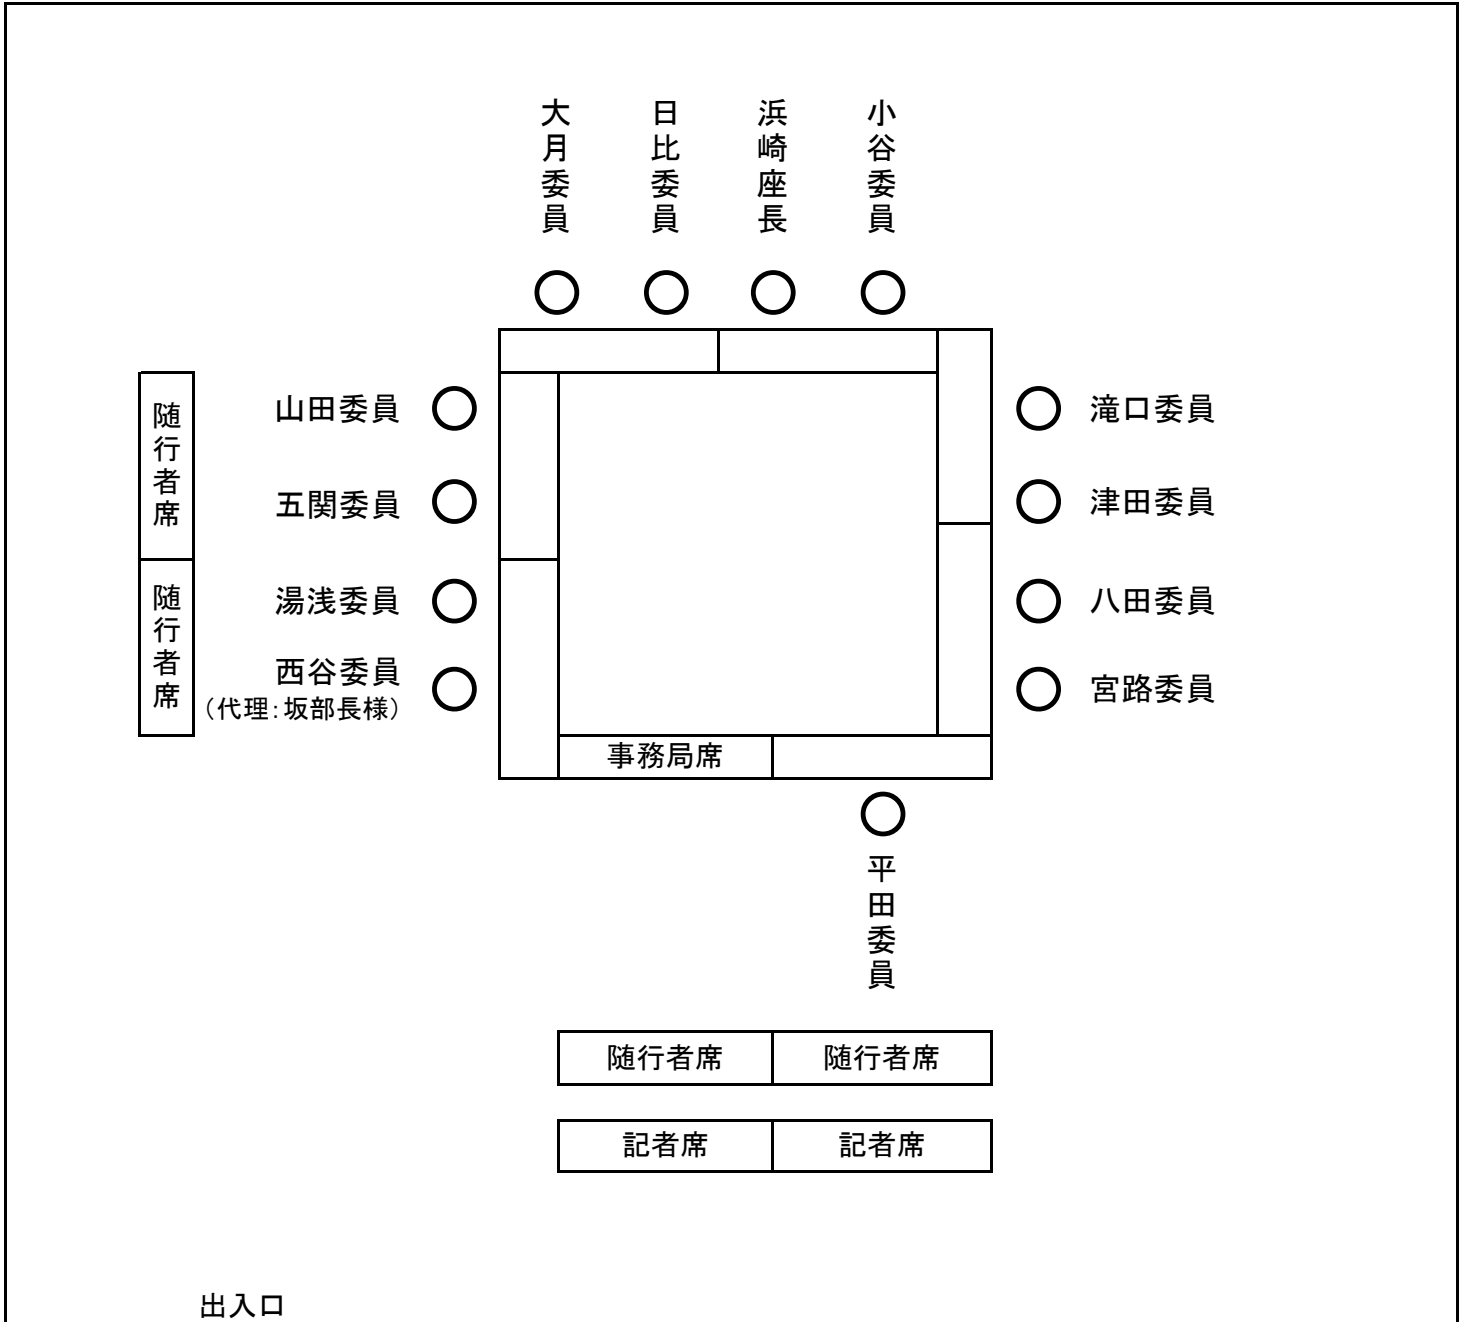 大月委員
日比委員
浜崎座長
小谷委員
随行者席
随行者席
山田委員
五関委員
湯浅委員
西谷委員
（代理：坂部長様）
滝口委員
津田委員
八田委員
宮路委員
事務局席
平田委員
随行者席
随行者席
記者席
記者席
出入口